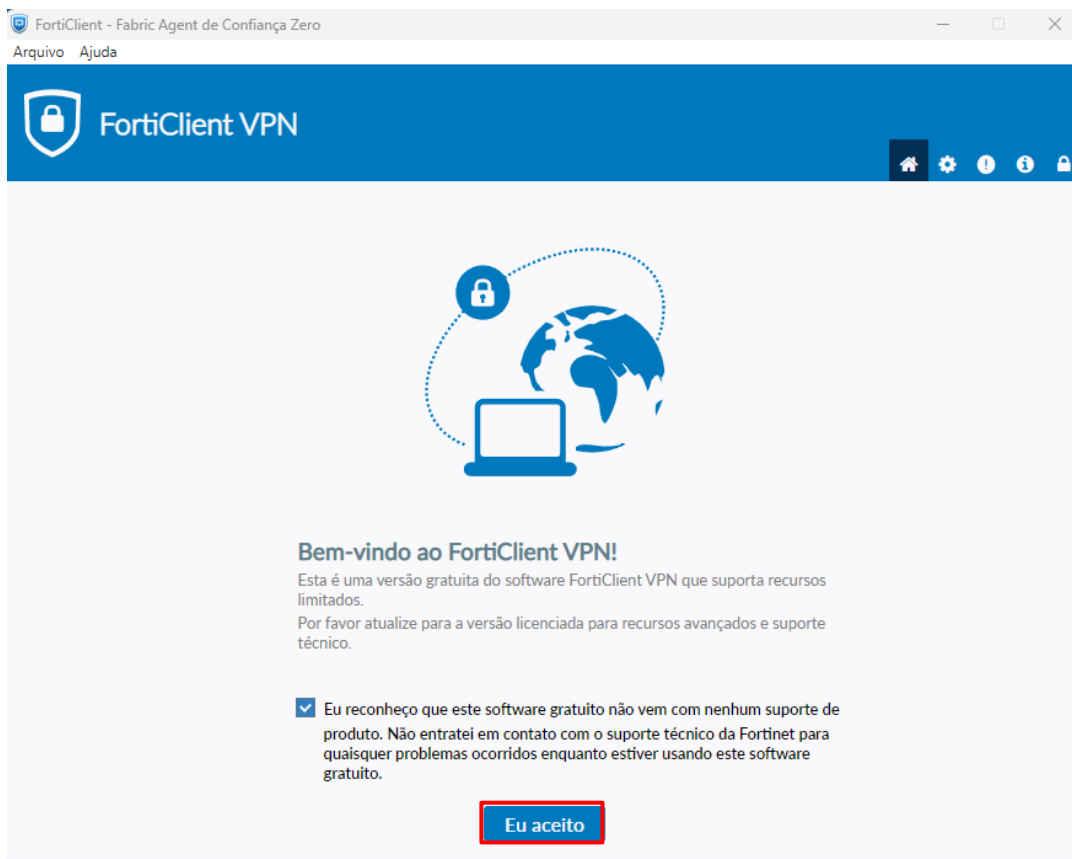 FortiClient - Fabric Agent de Confiança Zero
Arquivo Ajuda
FortiClient VPN
Bem-vindo ao FortiClient VPN!
Esta é uma versão gratuita do software FortiClient VPN que suporta recursos
limitados.
Por favor atualize para a versão licenciada para recursos avançados e suporte
técnico.
Eu reconheço que este software gratuito não vem com nenhum suporte de
produto. Não entratei em contato com o suporte técnico da Fortinet para
quaisquer problemas ocorridos enquanto estiver usando este software
gratuito.
Eu aceito